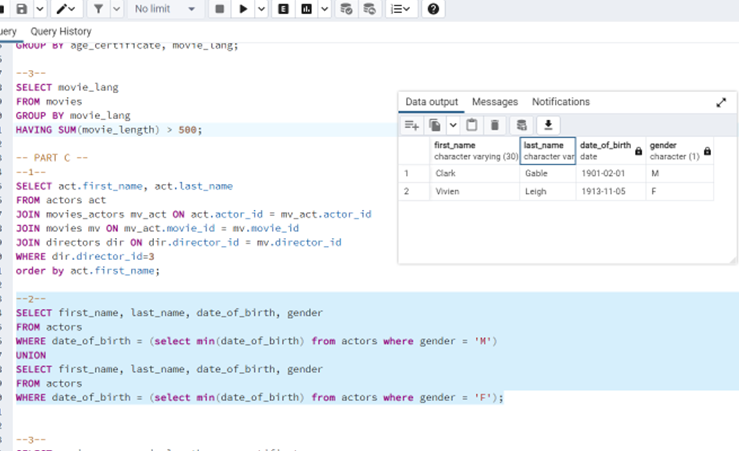 No limit
E
uery Query History
GROUP BY age_certificate, movie_lang;
--3--
SELECT movie_lang
FROM movies
GROUP BY movie_lang
HAVING SUM(movie_length) > 500;
-- PART C --
--1--
SELECT act.first_name, act.last_name
FROM actors act
JOIN movies_actors mv_act ON act.actor_id = mv_act.actor_id
JOIN movies mv ON mv_act.movie_id = mv.movie_id
JOIN directors dir ON dir.director_id = mv.director_id
WHERE dir.director_id=3
order by act.first_name;
--2--
SELECT first_name, last_name, date_of_birth, gender
FROM actors
WHERE date_of_birth = (select min(date_of_birth) from actors where gender = 'M')
UNION
SELECT first_name, last_name, date_of_birth, gender
FROM actors
WHERE date_of_birth = (select min(date_of_birth) from actors where gender = 'F');
--3--
Data output Messages Notifications
first_name last_name date_of_birth gender
character varying (30) character var date character (1)
1 Clark Gable 1901-02-01 M
2 Vivien Leigh 1913-11-05 F